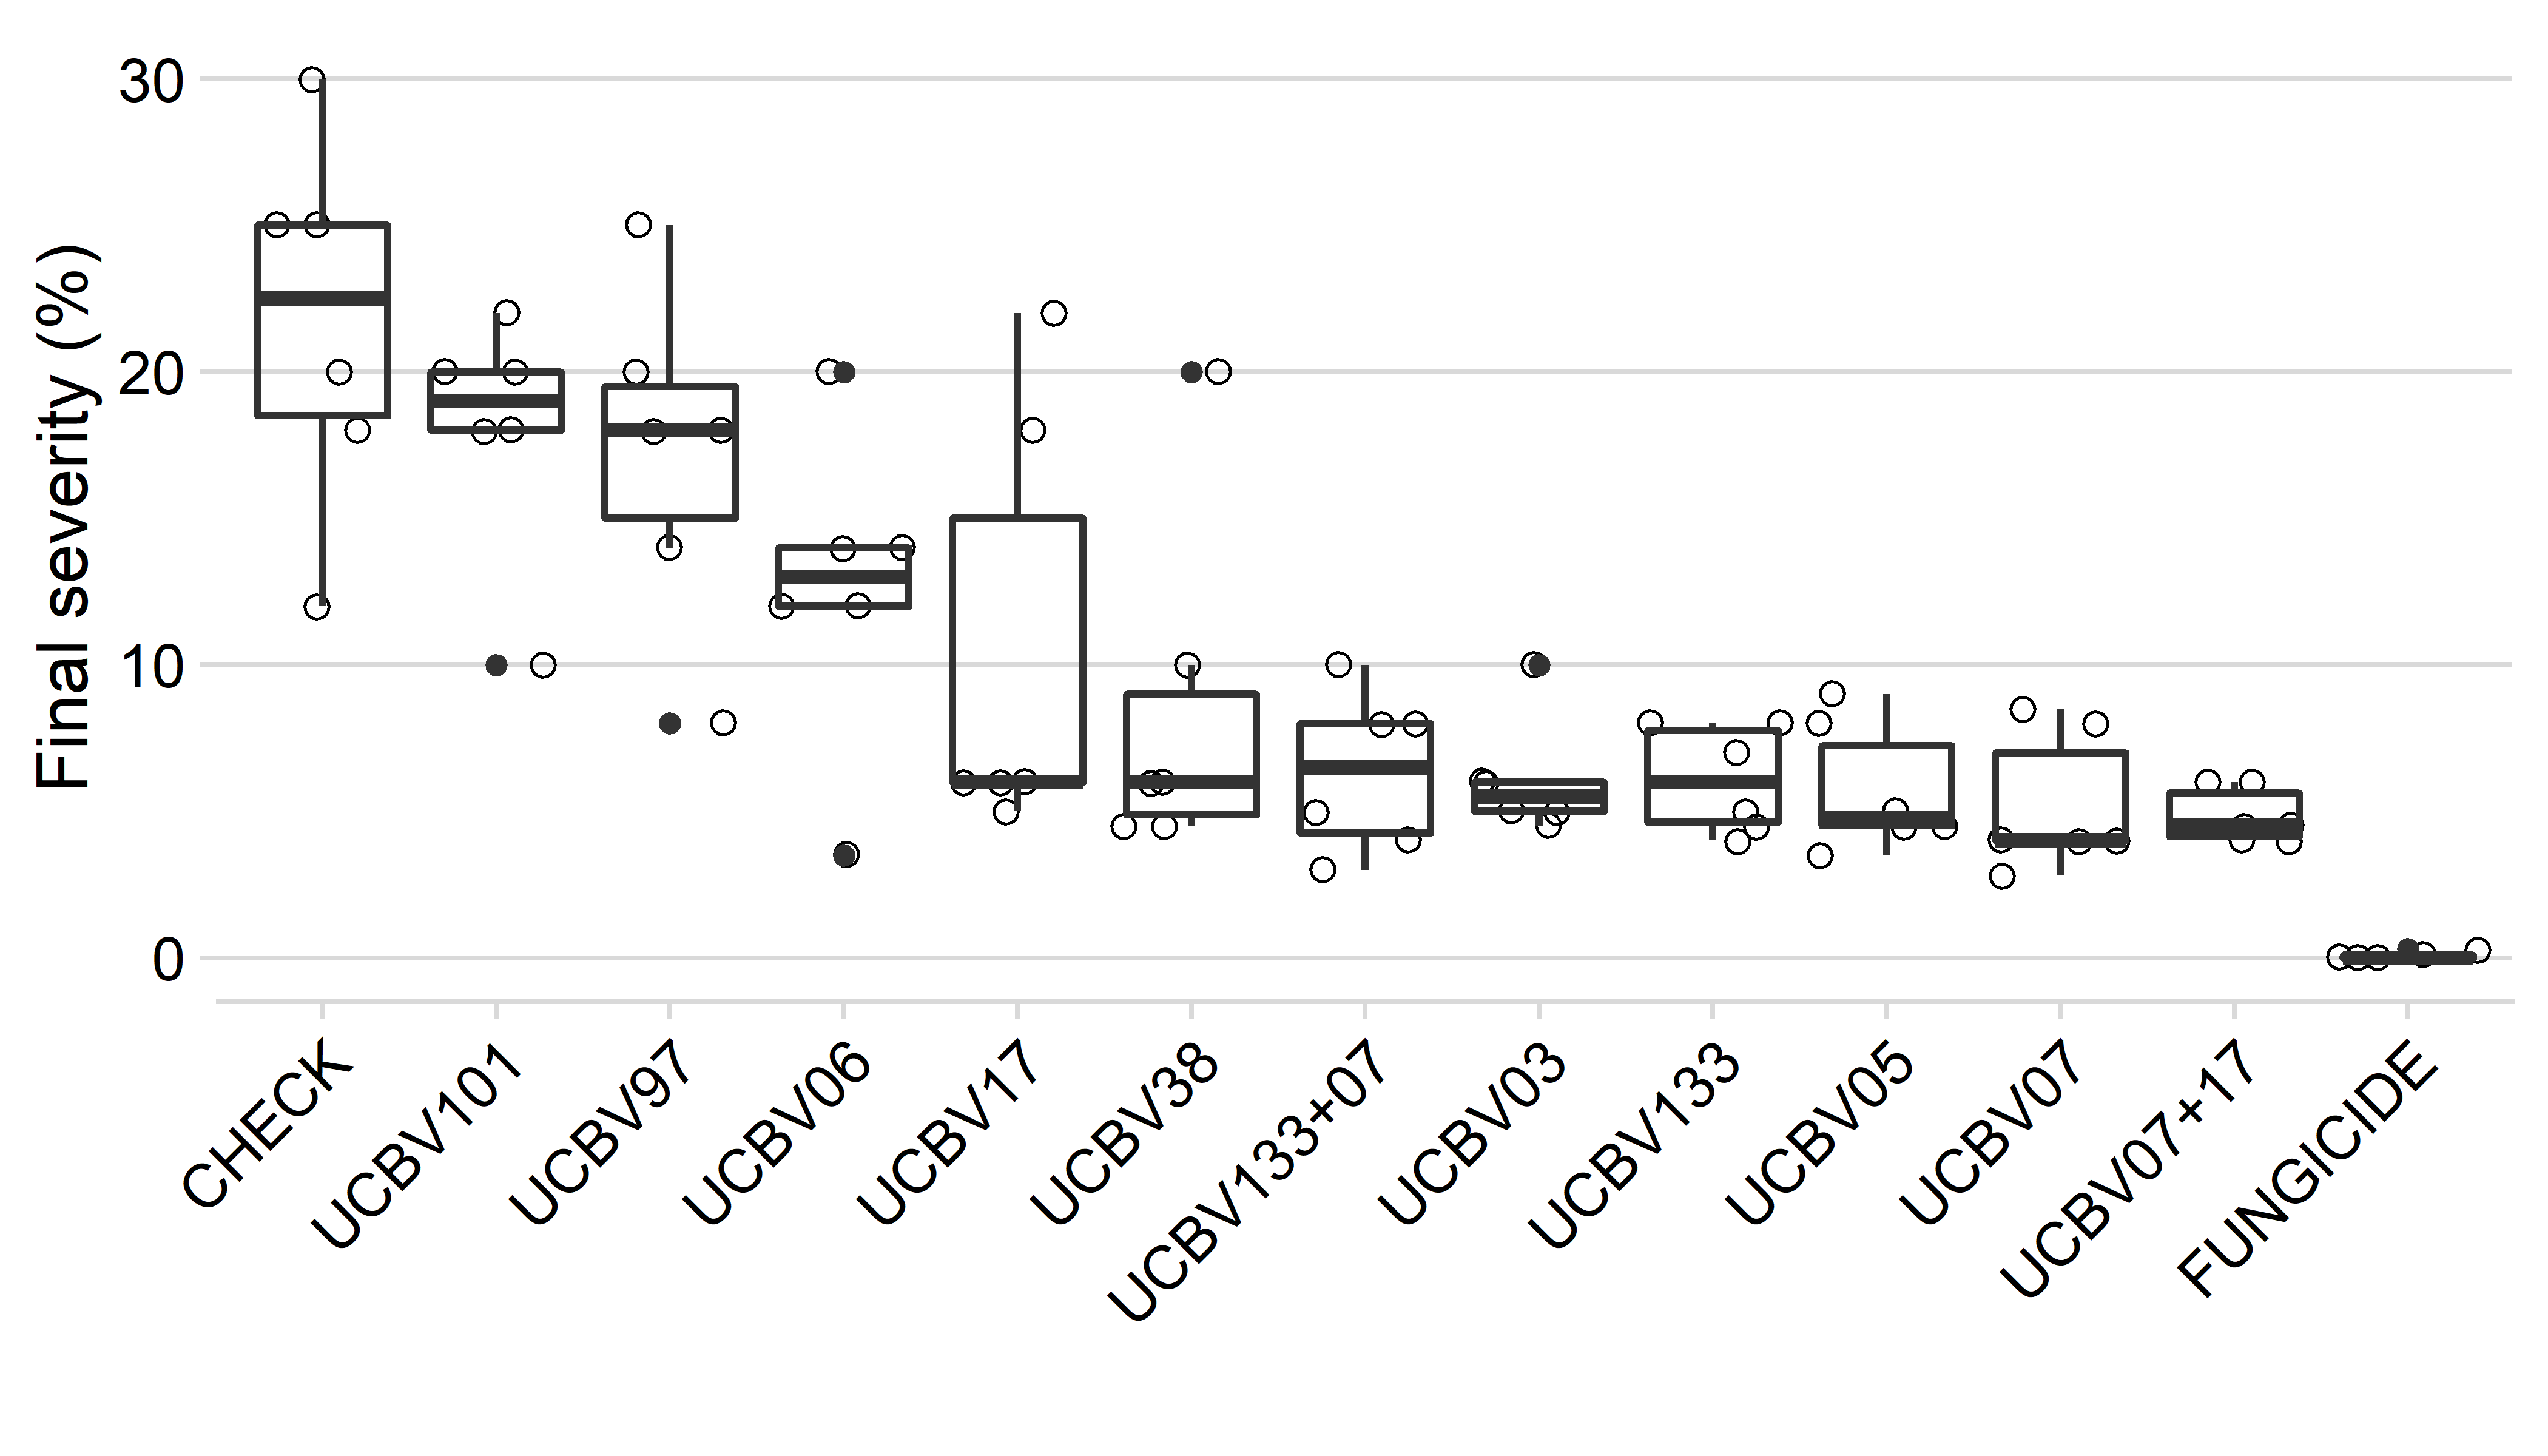 Final severity (%)
30
20
10
0
CHECK
UCBV101
UCBV97
UCBV06
UCBV17
UCBV38
UCBV133+07
UCBV03
UCBV133
UCBV05
UCBV07
UCBV07+17
FUNGICIDE